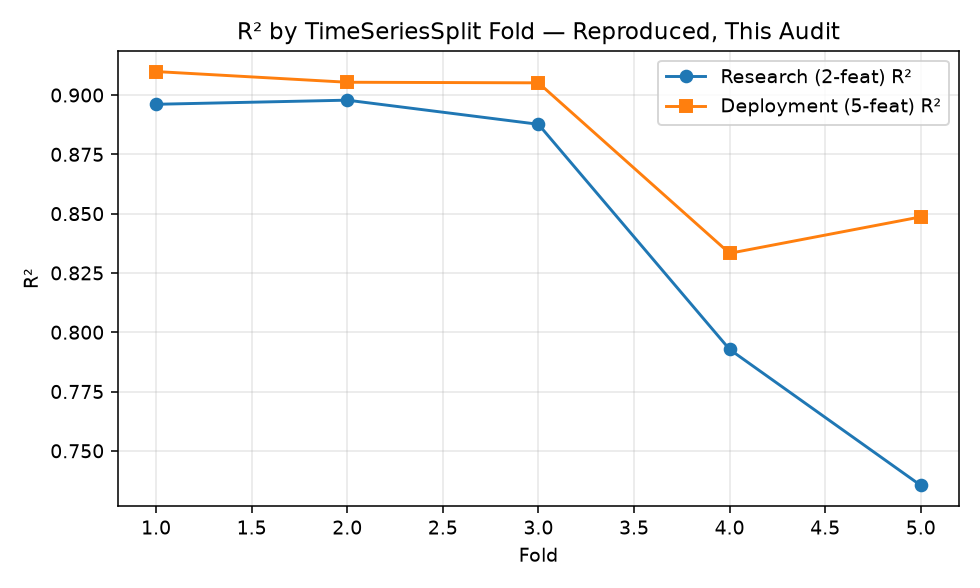 R² by TimeSeriesSplit Fold — Reproduced, This Audit
Research (2-feat) R²
Deployment (5-feat) R²
R²
0.900
0.875
0.850
0.825
0.800
0.775
0.750
1.0 1.5 2.0 2.5 3.0 3.5 4.0 4.5 5.0
Fold